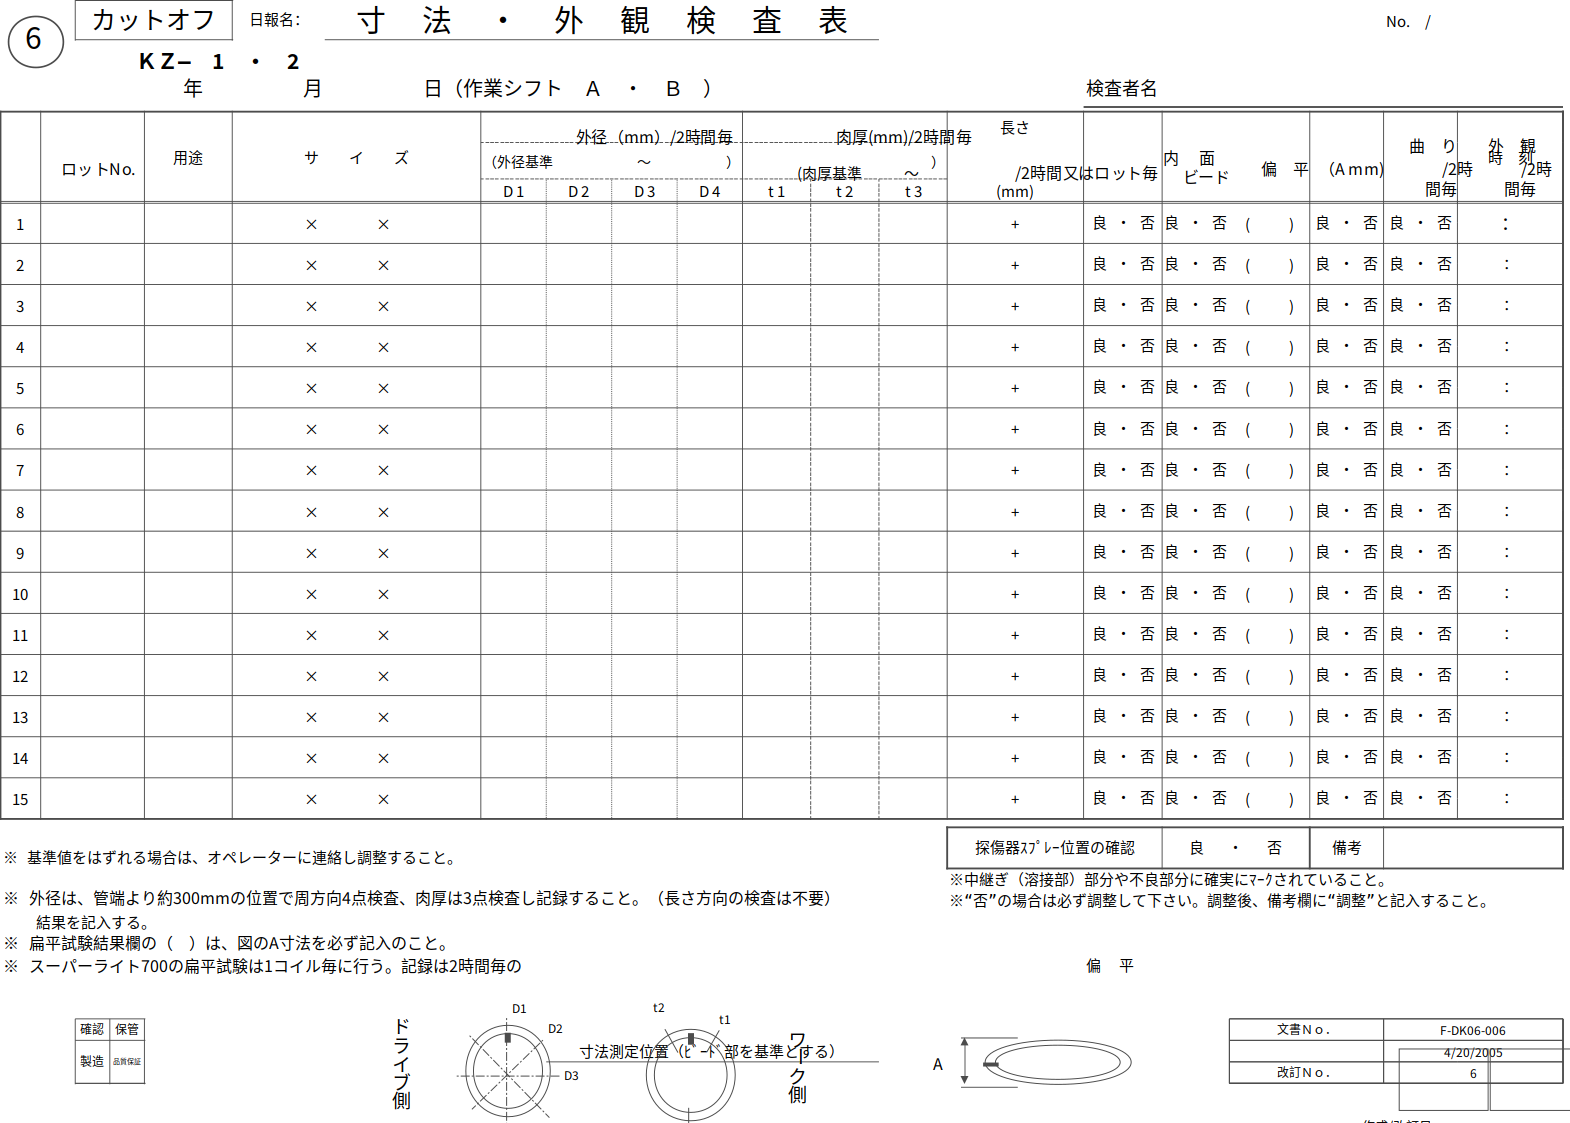 6
カットオフ 日報名： 寸 法 ・ 外 観 検 査 表 No. /
ＫＺ− 1 ・ 2
年 月 日（作業シフト Ａ ・ Ｂ ） 検査者名
ロットNo. 用途 サ イ ズ 外径（mm）/2時間毎 肉厚(mm)/2時間毎 長さ
（外径基準 ～ ） (肉厚基準 ～ ） /2時間又はロット毎 (mm)
内 面 ビード 偏 平 （Ａｍｍ) 曲 り /2時間毎 外 観 /2時間毎 時 刻
Ｄ1 Ｄ2 Ｄ3 Ｄ4 ｔ1 ｔ2 ｔ3
1 × × + 良 ・ 否 良 ・ 否 ( ) 良 ・ 否 良 ・ 否 ：
2 × × + 良 ・ 否 良 ・ 否 ( ) 良 ・ 否 良 ・ 否 ：
3 × × + 良 ・ 否 良 ・ 否 ( ) 良 ・ 否 良 ・ 否 ：
4 × × + 良 ・ 否 良 ・ 否 ( ) 良 ・ 否 良 ・ 否 ：
5 × × + 良 ・ 否 良 ・ 否 ( ) 良 ・ 否 良 ・ 否 ：
6 × × + 良 ・ 否 良 ・ 否 ( ) 良 ・ 否 良 ・ 否 ：
7 × × + 良 ・ 否 良 ・ 否 ( ) 良 ・ 否 良 ・ 否 ：
8 × × + 良 ・ 否 良 ・ 否 ( ) 良 ・ 否 良 ・ 否 ：
9 × × + 良 ・ 否 良 ・ 否 ( ) 良 ・ 否 良 ・ 否 ：
10 × × + 良 ・ 否 良 ・ 否 ( ) 良 ・ 否 良 ・ 否 ：
11 × × + 良 ・ 否 良 ・ 否 ( ) 良 ・ 否 良 ・ 否 ：
12 × × + 良 ・ 否 良 ・ 否 ( ) 良 ・ 否 良 ・ 否 ：
13 × × + 良 ・ 否 良 ・ 否 ( ) 良 ・ 否 良 ・ 否 ：
14 × × + 良 ・ 否 良 ・ 否 ( ) 良 ・ 否 良 ・ 否 ：
15 × × + 良 ・ 否 良 ・ 否 ( ) 良 ・ 否 良 ・ 否 ：
探傷器ｽﾌﾟﾚｰ位置の確認 良 ・ 否 備考
※ 基準値をはずれる場合は、オペレーターに連絡し調整すること。
※中継ぎ（溶接部）部分や不良部分に確実にﾏｰｸされていること。
※ 外径は、管端より約300mmの位置で周方向4点検査、肉厚は3点検査し記録すること。（長さ方向の検査は不要）
※“否”の場合は必ず調整して下さい。調整後、備考欄に“調整”と記入すること。
結果を記入する。
※ 扁平試験結果欄の（ ）は、図のA寸法を必ず記入のこと。
※ スーパーライト700の扁平試験は1コイル毎に行う。記録は2時間毎の
偏 平
確認 保管
製造 品質保証
ドライブ側
D1
D2
D3
t2
t1
寸法測定位置（ﾋﾞｰﾄﾞ部を基準とする）
ワーク側
A
文書Ｎｏ． F-DK06-006
4/20/2005
改訂Ｎｏ． 6